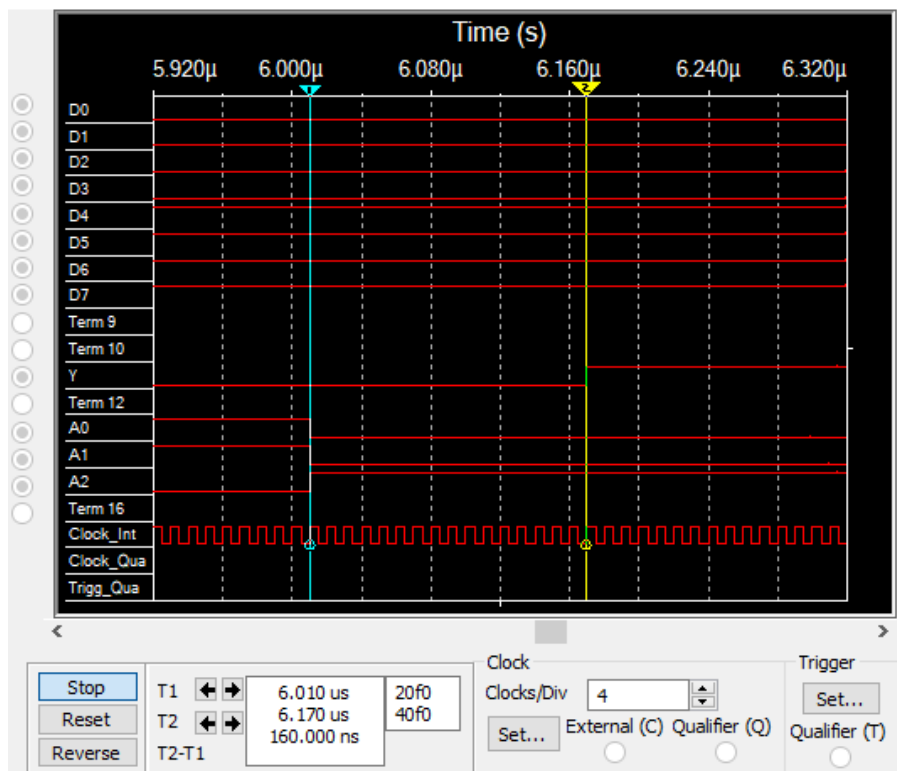 Time (s)
5.920µ 6.000µ 6.080µ 6.160µ 6.240µ 6.320µ
1 2
D0
D1
D2
D3
D4
D5
D6
D7
Term 9
Term 10
Y
Term 12
A0
A1
A2
Term 16
Clock_Int
Clock_Qua
Trigg_Qua
Stop
Reset
Reverse
T1
T2
T2-T1
6.010 us
6.170 us
160.000 ns
20f0
40f0
Clock
Clocks/Div 4
Set... External (C) Qualifier (Q)
Trigger
Set...
Qualifier (T)